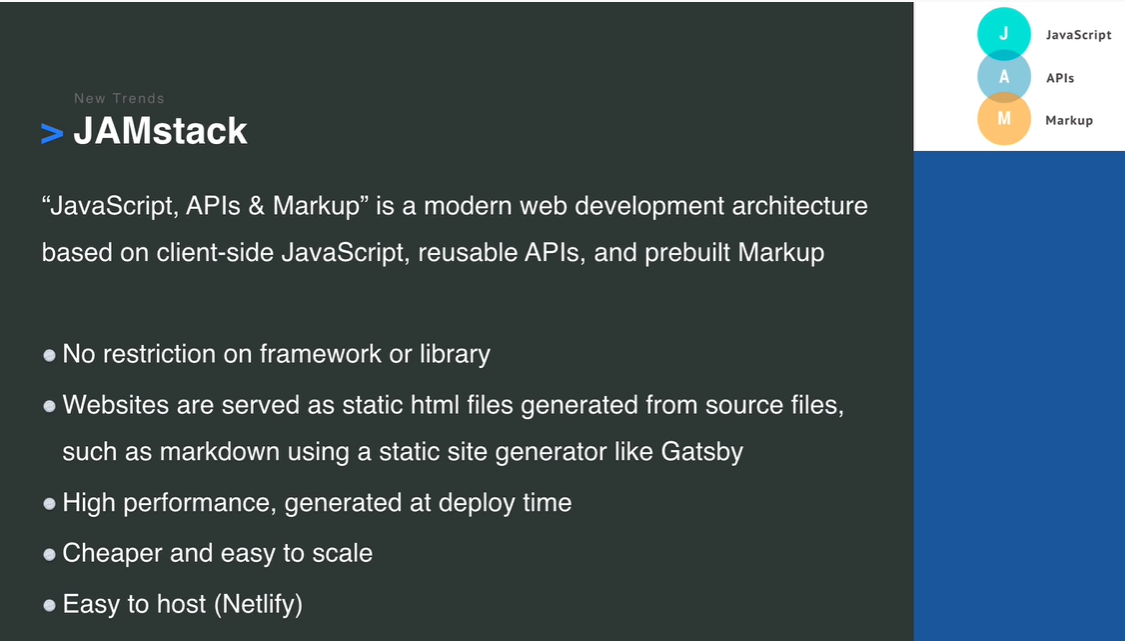 New Trends
> JAMstack
“JavaScript, APIs & Markup” is a modern web development architecture
based on client-side JavaScript, reusable APIs, and prebuilt Markup
No restriction on framework or library
Websites are served as static html files generated from source files,
such as markdown using a static site generator like Gatsby
High performance, generated at deploy time
Cheaper and easy to scale
Easy to host (Netlify)
J JavaScript
A APIs
M Markup